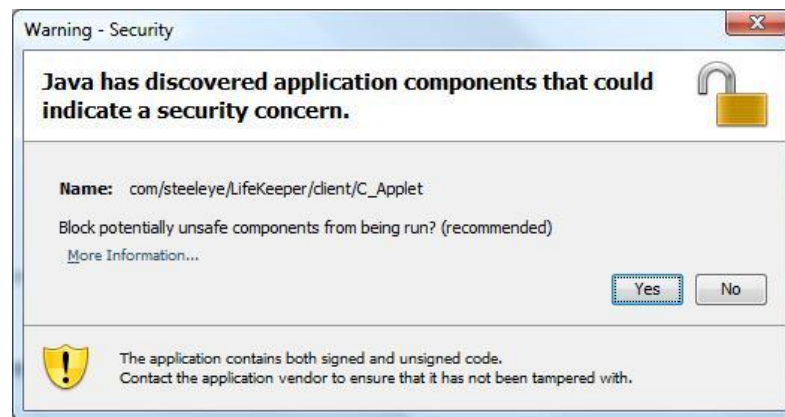 Warning - Security
Java has discovered application components that could
indicate a security concern.
Name: com/steeleye/LifeKeeper/client/C_Applet
Block potentially unsafe components from being run? (recommended)
More Information...
Yes No
The application contains both signed and unsigned code.
Contact the application vendor to ensure that it has not been tampered with.